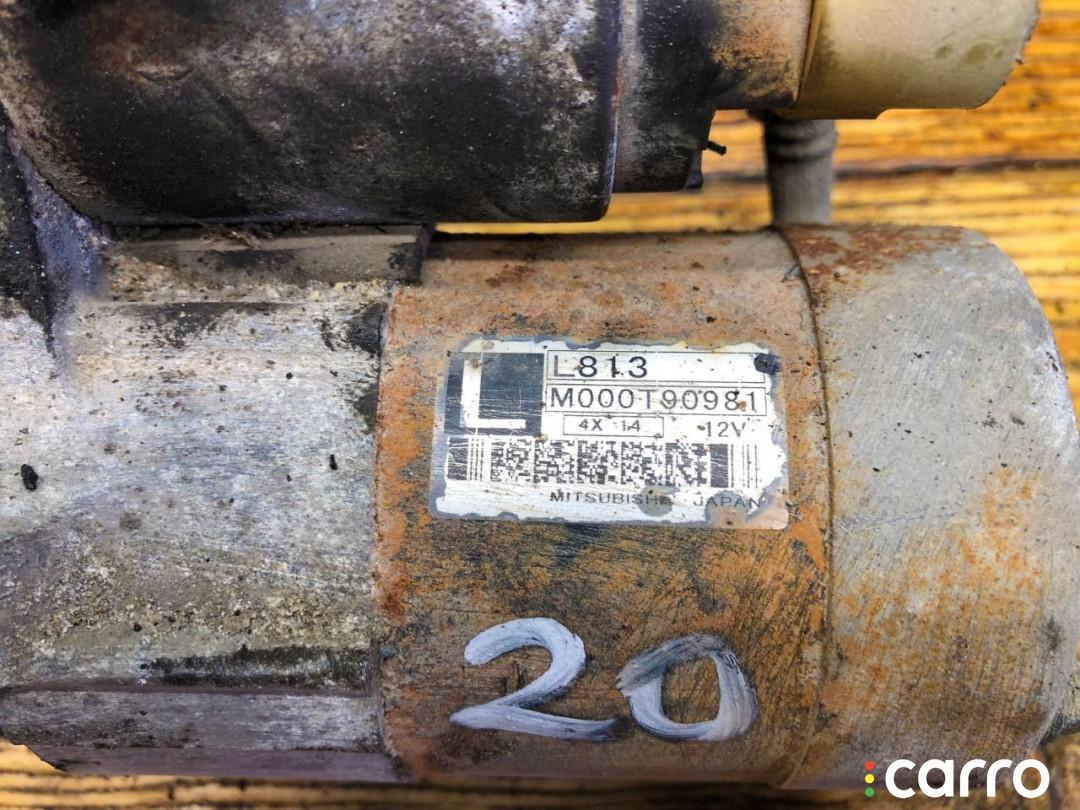 L
L813
M000T90981
4X 14
12V
MITSUBISHI JAPAN
20
carro